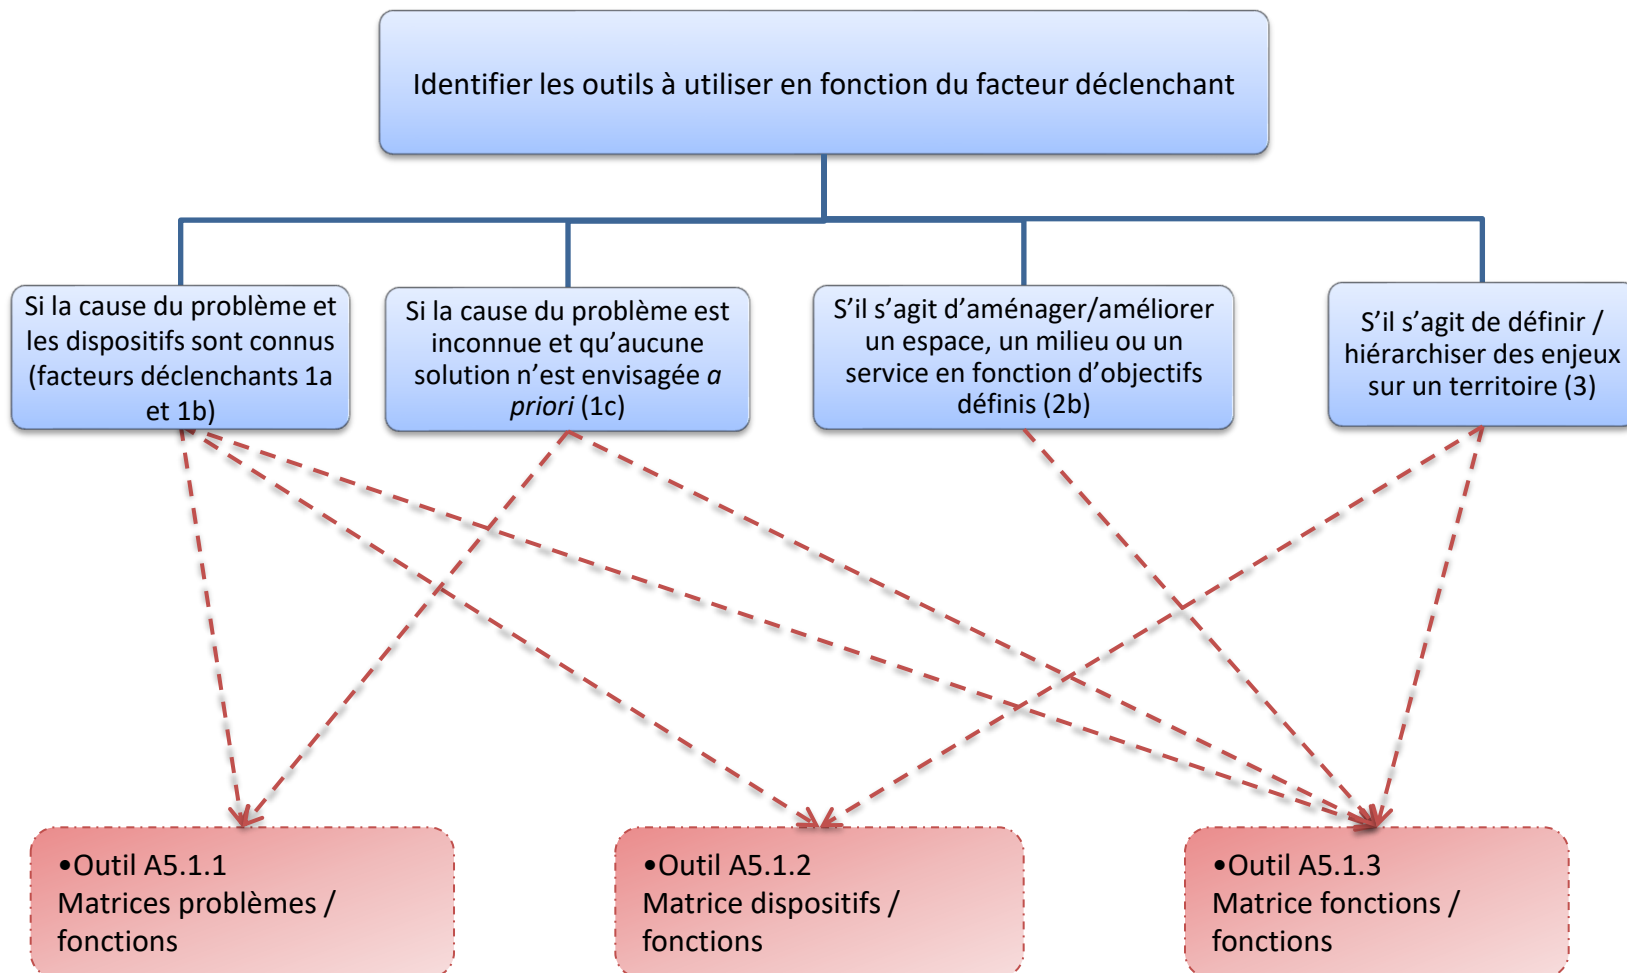 Identifier les outils à utiliser en fonction du facteur déclenchant
Si la cause du problème et
les dispositifs sont connus
(facteurs déclenchants 1a
et 1b)
Si la cause du problème est
inconnue et qu’aucune
solution n’est envisagée a
priori (1c)
S’il s’agit d’aménager/améliorer
un espace, un milieu ou un
service en fonction d’objectifs
définis (2b)
S’il s’agit de définir /
hiérarchiser des enjeux
sur un territoire (3)
•Outil A5.1.1
Matrices problèmes /
fonctions
•Outil A5.1.2
Matrice dispositifs /
fonctions
•Outil A5.1.3
Matrice fonctions /
fonctions